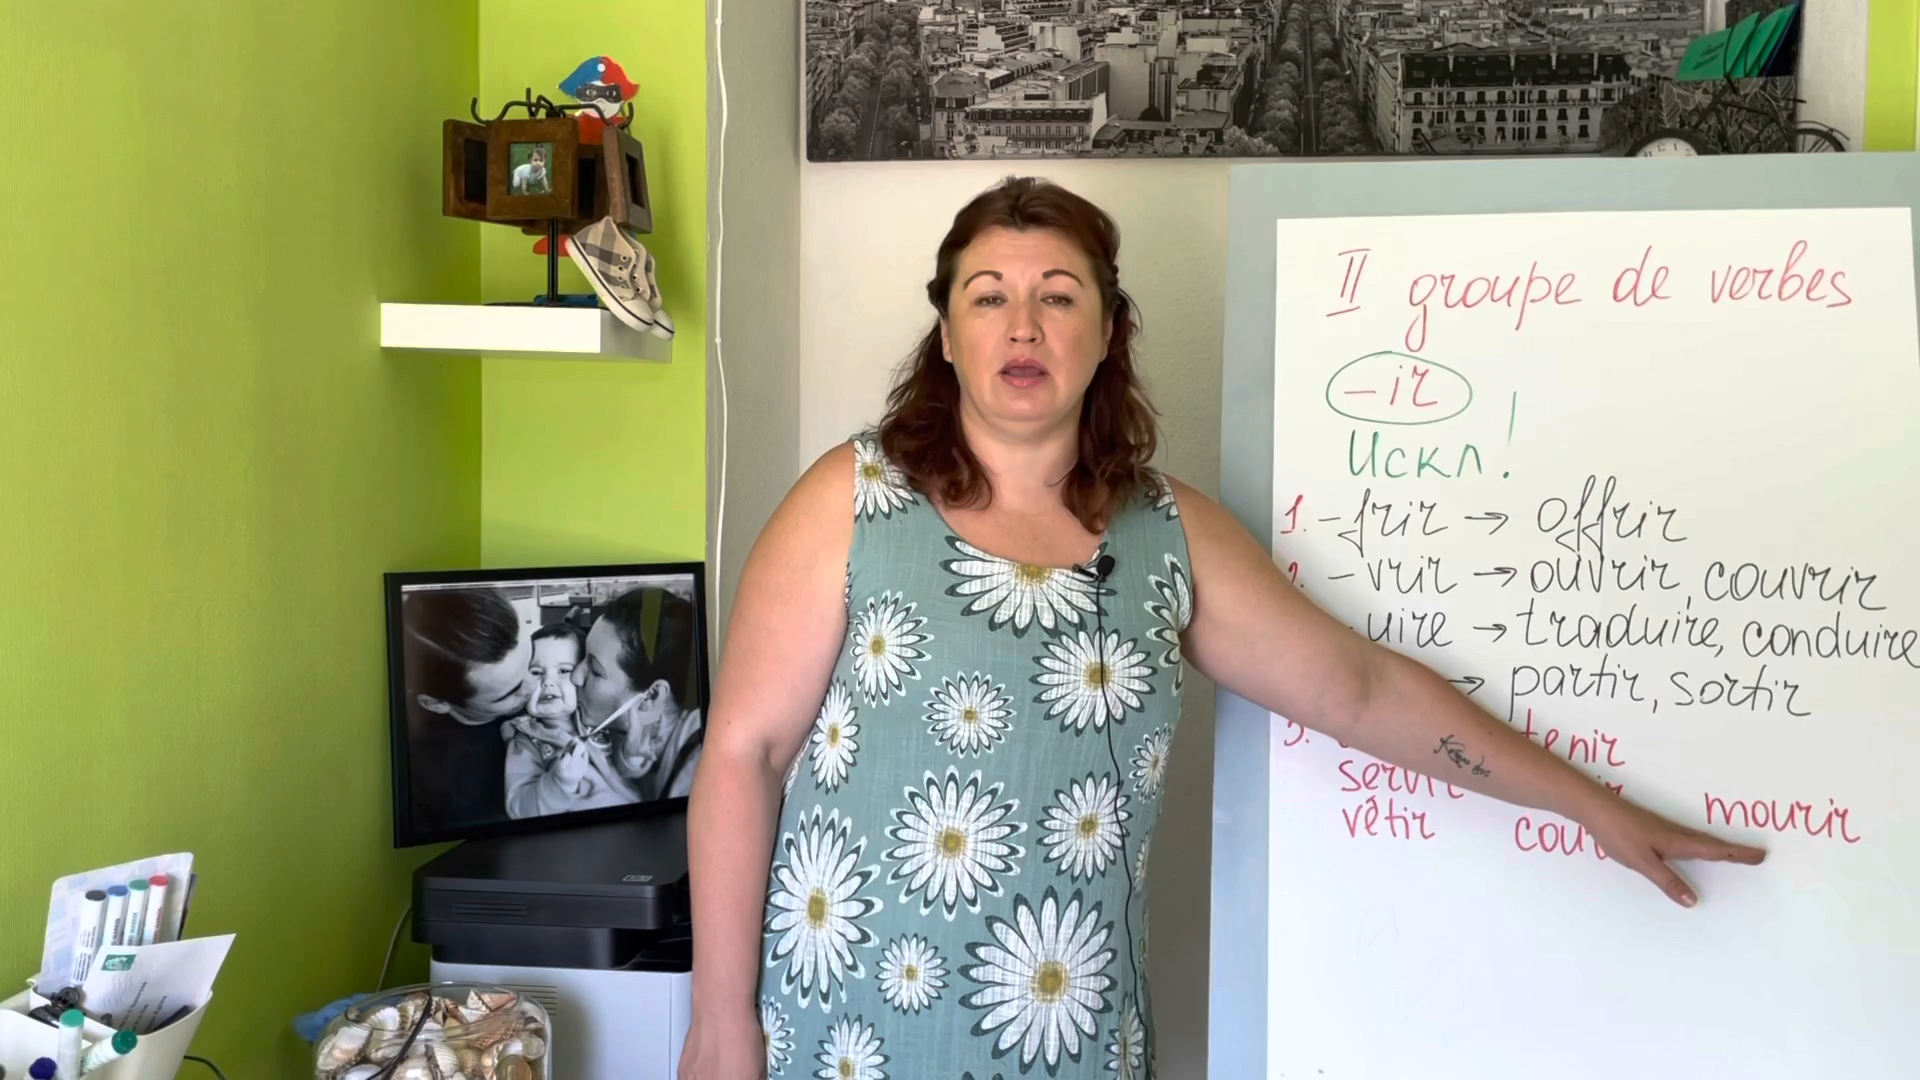 II groupe de verbes
-ir
Искл!
1. -frir → offrir
-vrir → ouvrir, couvrir
-uire → traduire, conduire
→ partir, sortir
3. tenir
servir
mourir
vêtir